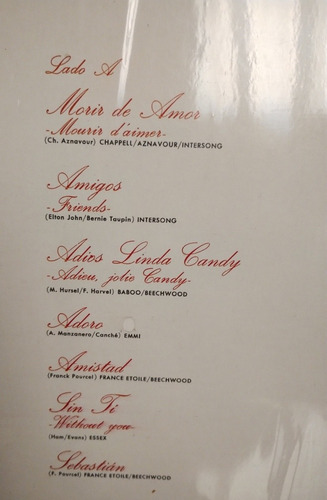 Lado A
Morir de Amor
-Mourir d'aimer-
(Ch. Aznavour) CHAPPELL/AZNAVOUR/INTERSONG
Amigos
-Friends-
(Elton John/Bernie Taupin) INTERSONG
Adios Linda Candy
-Adieu, jolie Candy-
(M. Hursel/F. Harvel) BABOO/BEECHWOOD
Adoro
(A. Manzanero/Canché) EMMI
Amistad
(Franck Pourcel) FRANCE ETOILE/BEECHWOOD
Sin Ti
-Without you-
(Ham/Evans) ESSEX
Sebastián
(F. Pourcel) FRANCE ETOILE/BEECHWOOD